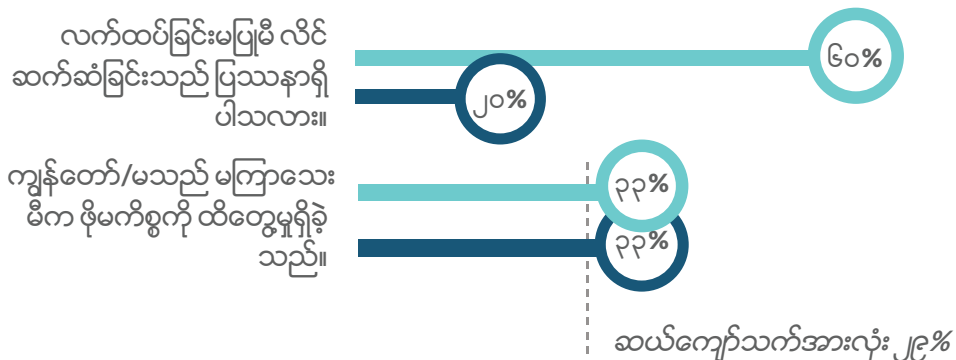 လက်ထပ်ခြင်းမပြုမီ လိင်
ဆက်ဆံခြင်းသည် ပြဿနာရှိ
ပါသလား။
၆၀%
၂၀%
ကျွန်တော်/မသည် မကြာသေး
မီက ဖိုမကိစ္စကို ထိတွေ့မှုရှိခဲ့
သည်။
၃၃%
၃၃%
ဆယ်ကျော်သက်အားလုံး ၂၉%